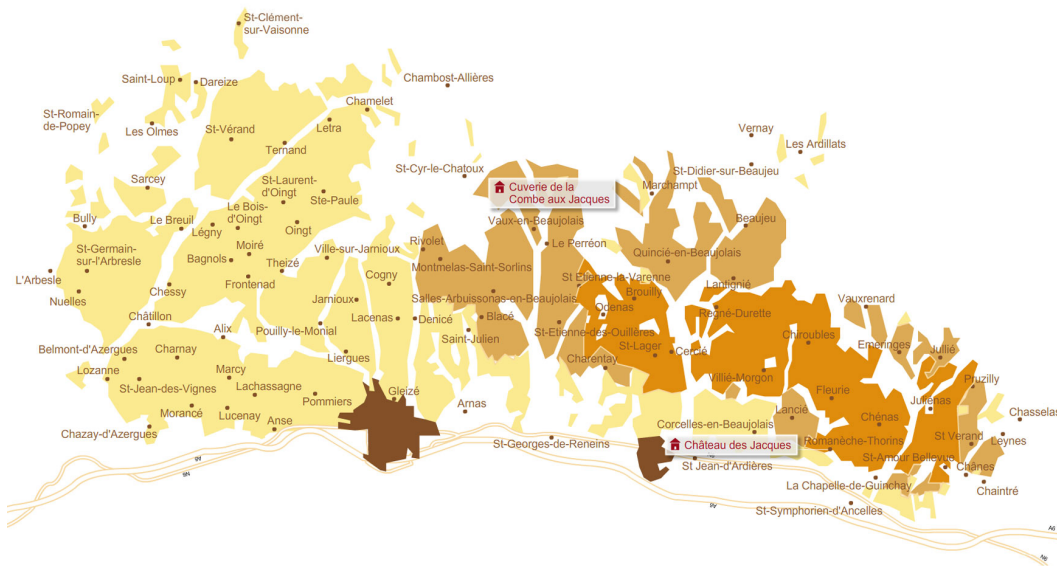 St-Clément-
sur-Vaisonne
Saint-Loup
Dareize
Chambost-Allières
St-Romain-
de-Popey
Les Olmes
St-Vérand
Chamelet
Letra
Ternand
Vernay
Les Ardillats
St-Cyr-le-Chatoux
St-Didier-sur-Beaujeu
Marchampt
Sarcey
St-Laurent-
d'Oingt
Ste-Paule
Cuverie de la
Combe aux Jacques
Bully
Le Breuil
Légny
Le Bois-
d'Oingt
Oingt
Vaux-en-Beaujolais
Beaujeu
St-Germain-
sur-l'Arbresle
Moiré
Bagnols
Theizé
Ville-sur-Jarnioux
Rivolet
Le Perréon
Quincié-en-Beaujolais
L'Arbesle
Nuelles
Chessy
Frontenad
Cogny
Montmelas-Saint-Sorlins
St Etienne-la-Varenne
Lantignié
Jarnioux
Salles-Arbuissonas-en-Beaujolais
Brouilly
Odenas
Vauxrenard
Châtillon
Alix
Pouilly-le-Monial
Lacenas
Denicé
Blacé
Saint-Julien
St-Etienne-des-Ouillères
Regné-Durette
Chiroubles
Emeringes
Jullié
Belmont-d'Azergues
Charnay
Liergues
St-Lager
Cerclé
Charentay
Lozanne
St-Jean-des-Vignes
Marcy
Lachassagne
Pommiers
Gleizé
Villié-Morgon
Fleurie
Pruzilly
Morancé
Lucenay
Anse
Arnas
Lancié
Chénas
Juliénas
Chasselas
Chazay-d'Azergues
Corcelles-en-Beaujolais
St-Georges-de-Reneins
Château des Jacques
Romanèche-Thorins
St Verand
Leynes
St Jean-d'Ardières
St-Amour Bellevue
Chânes
La Chapelle-de-Guinchay
Chaintré
St-Symphorien-d'Ancelles
A6
N6